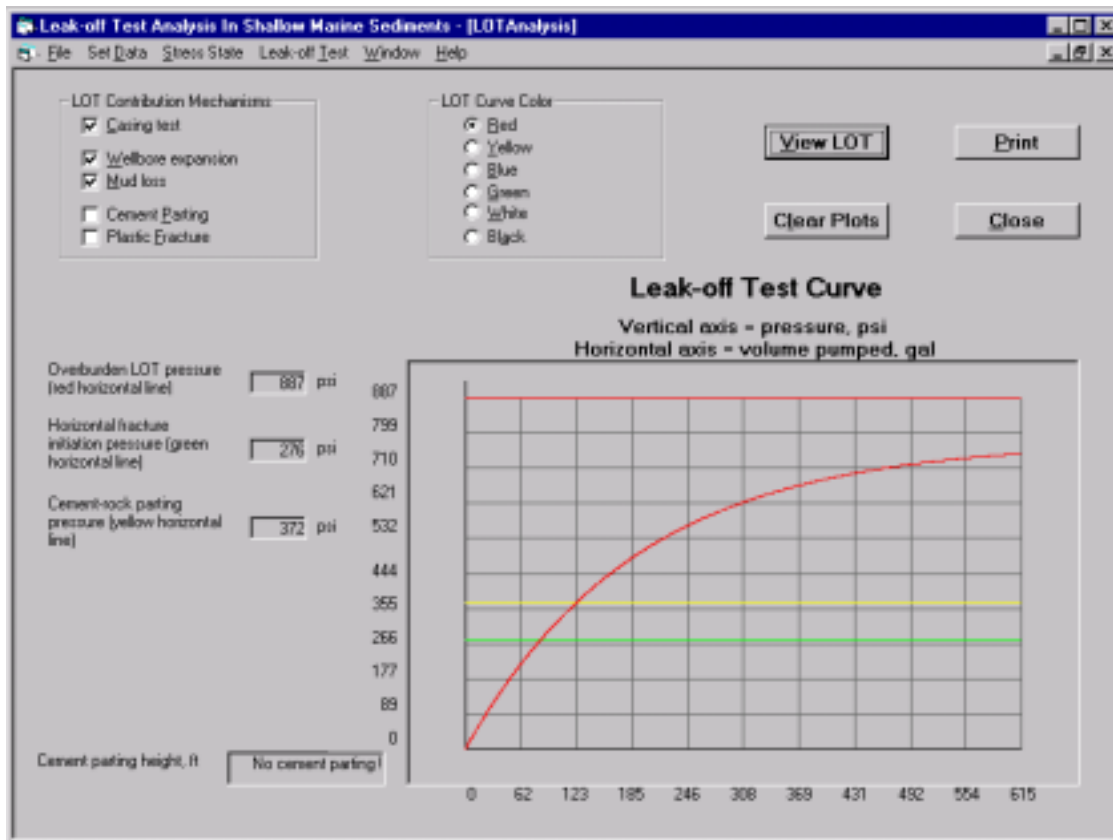 Leak-off Test Analysis In Shallow Marine Sediments - [LOTAnalysis]
File Set Data Stress State Leak-off Test Window Help
LOT Contribution Mechanisms
Casing test
Wellbore expansion
Mud loss
Cement Parting
Plastic Fracture
LOT Curve Color
Red
Yellow
Blue
Green
White
Black
View LOT
Print
Clear Plots
Close
Leak-off Test Curve
Vertical axis = pressure, psi
Horizontal axis = volume pumped, gal
Overburden LOT pressure
(red horizontal line)
887 psi
Horizontal fracture
initiation pressure (green
horizontal line)
276 psi
Cement-rock parting
pressure (yellow horizontal
line)
372 psi
887
799
710
621
532
444
355
266
177
89
0
Cement parting height, ft
No cement parting
0 62 123 185 246 308 369 431 492 554 615